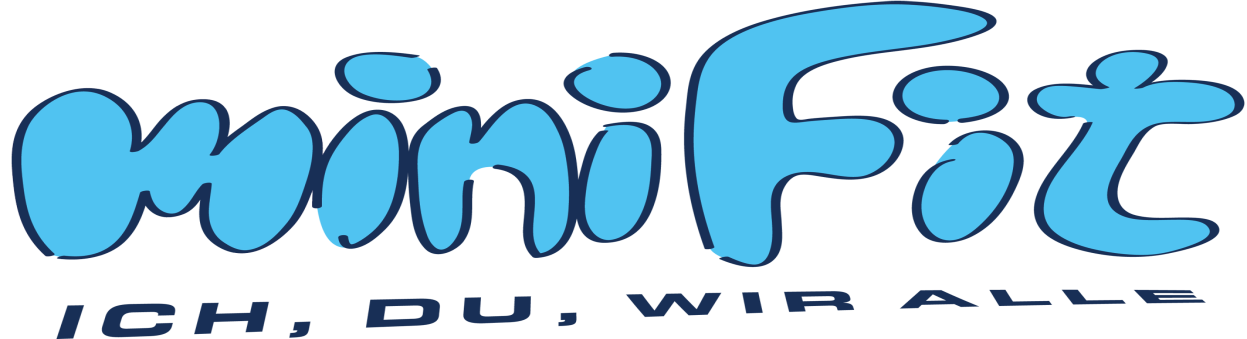 miniFit
ICH, DU, WIR ALLE